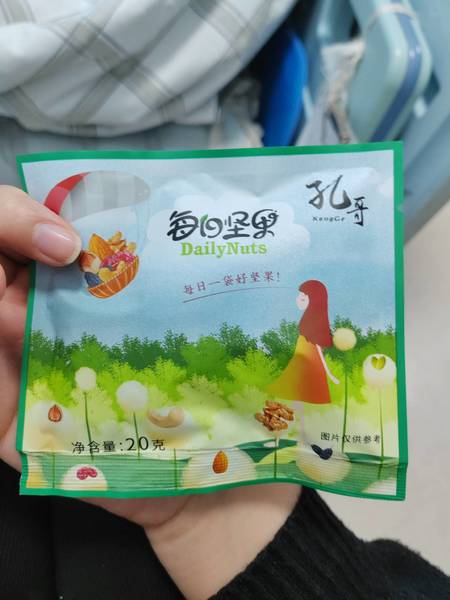 孔哥
KongGe
每日坚果
DailyNuts
每日一袋好坚果!
净含量:20克
图片仅供参考